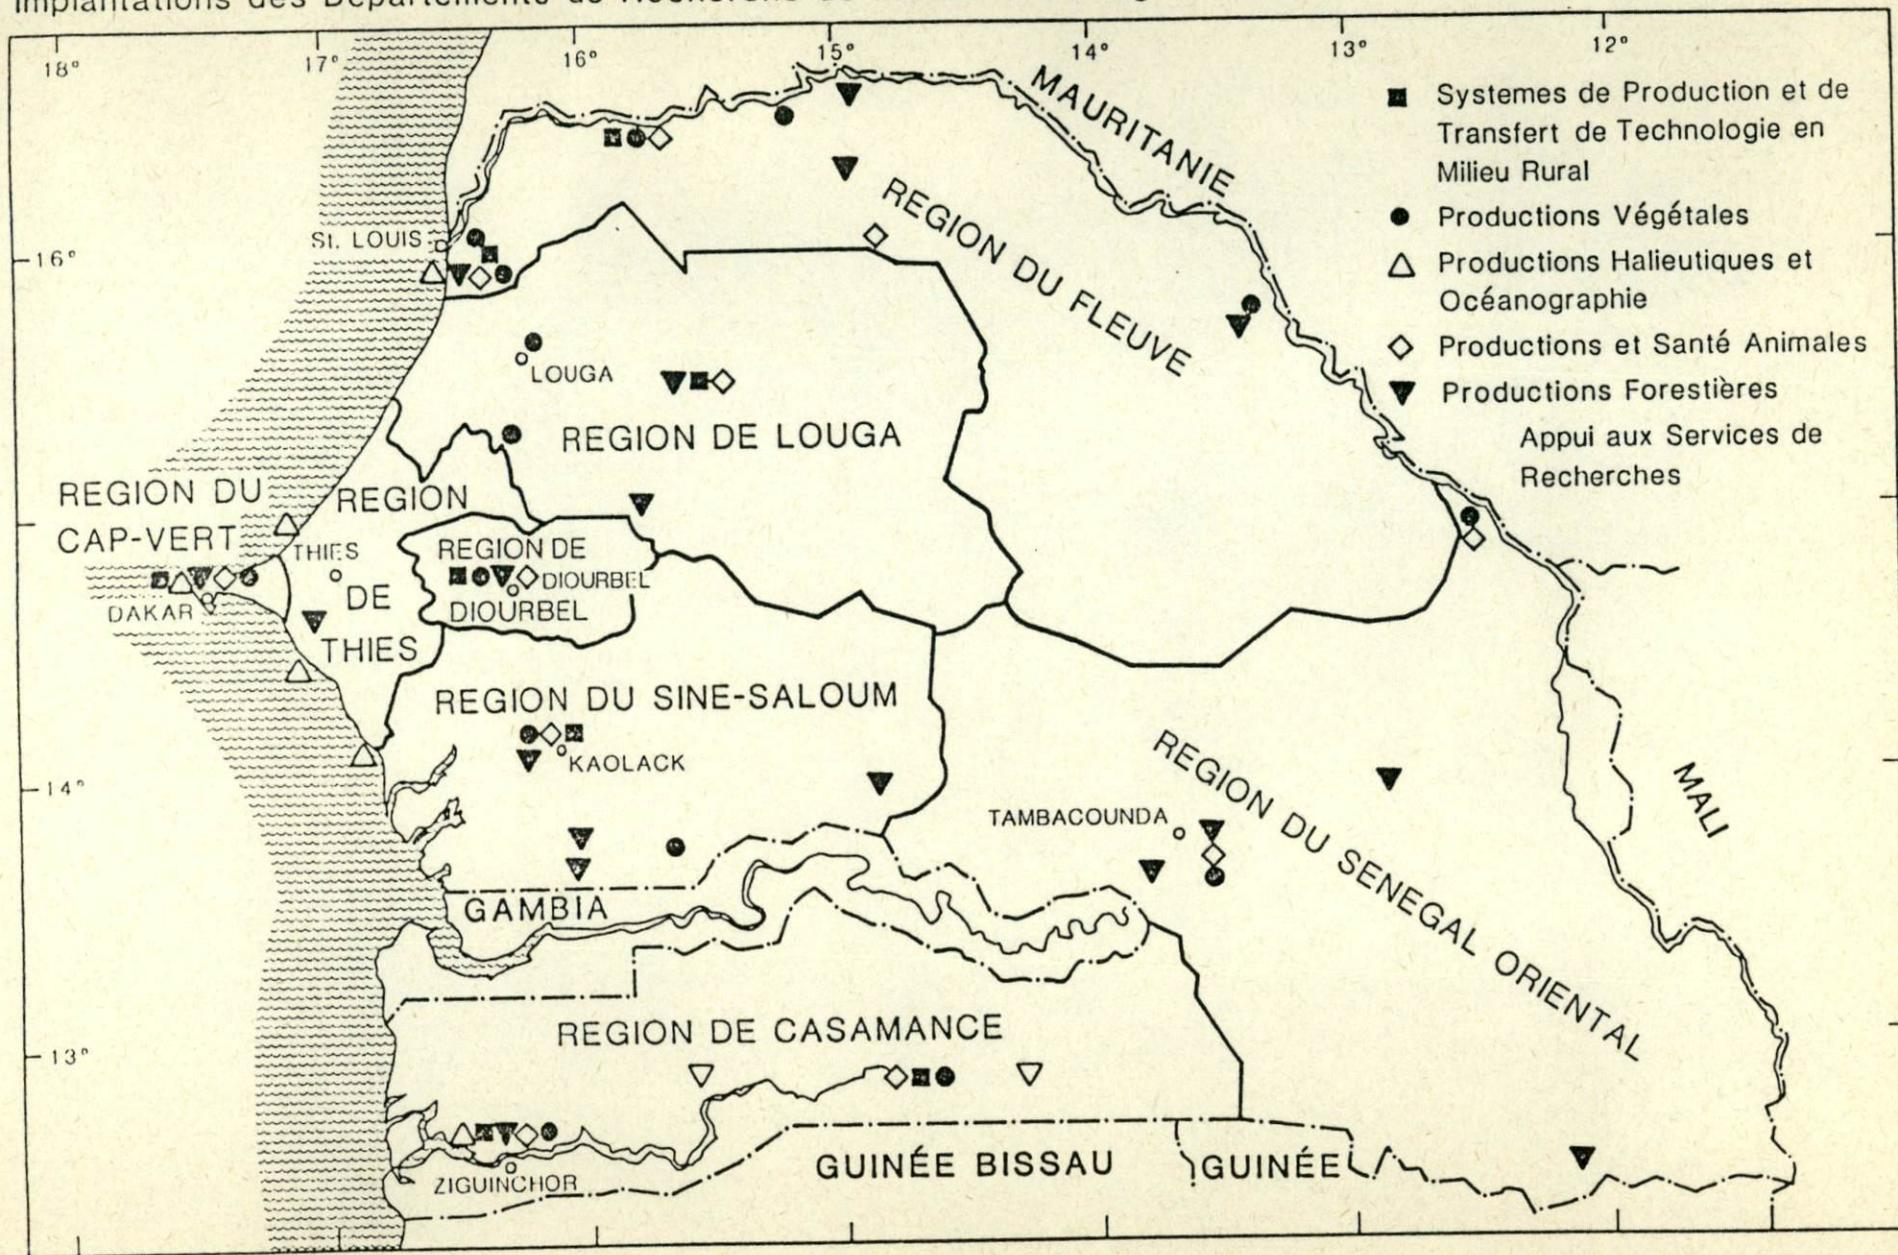 18° 17° 16° 15° 14° 13° 12°
MAURITANIE
■ Systemes de Production et de
Transfert de Technologie en
Milieu Rural
● Productions Végétales
△ Productions Halieutiques et
Océanographie
◇ Productions et Santé Animales
▼ Productions Forestières
Appui aux Services de
Recherches
REGION DU FLEUVE
St. LOUIS
16°
LOUGA
REGION DE LOUGA
REGION DU
CAP-VERT
REGION
DE
THIES
THIES
DAKAR
REGION DE
DIOURBEL
DIOURBEL
REGION DU SINE-SALOUM
KAOLACK
14°
TAMBACOUNDA
REGION DU SENEGAL ORIENTAL
MALI
GAMBIA
13°
REGION DE CASAMANCE
ZIGUINCHOR
GUINÉE BISSAU
GUINÉE